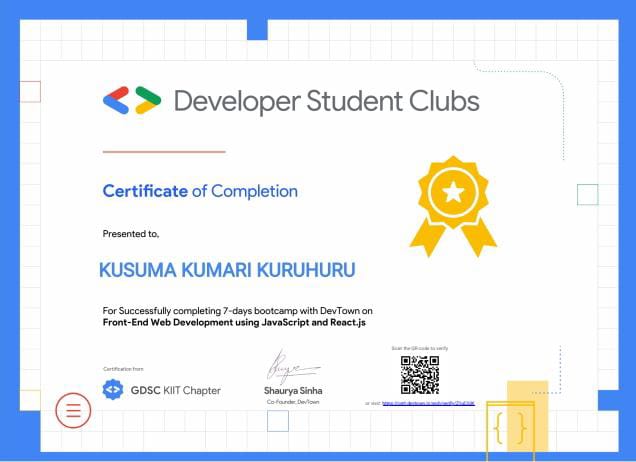 Developer Student Clubs
Certificate of Completion
Presented to,
KUSUMA KUMARI KURUHURU
For Successfully completing 7-days bootcamp with DevTown on
Front-End Web Development using JavaScript and React.js
Scan the QR code to verify
Certification from
GDSC KIIT Chapter
Shaurya Sinha
Co-Founder, DevTown
or visit